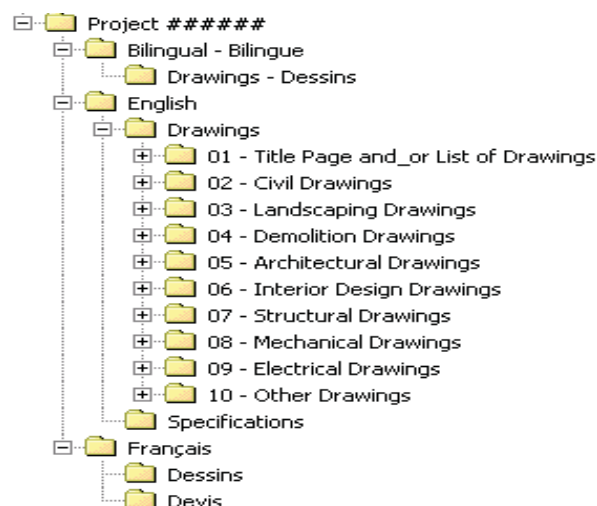 Project ######
Bilingual - Bilingue
Drawings - Dessins
English
Drawings
01 - Title Page and_or List of Drawings
02 - Civil Drawings
03 - Landscaping Drawings
04 - Demolition Drawings
05 - Architectural Drawings
06 - Interior Design Drawings
07 - Structural Drawings
08 - Mechanical Drawings
09 - Electrical Drawings
10 - Other Drawings
Specifications
Français
Dessins
Devis